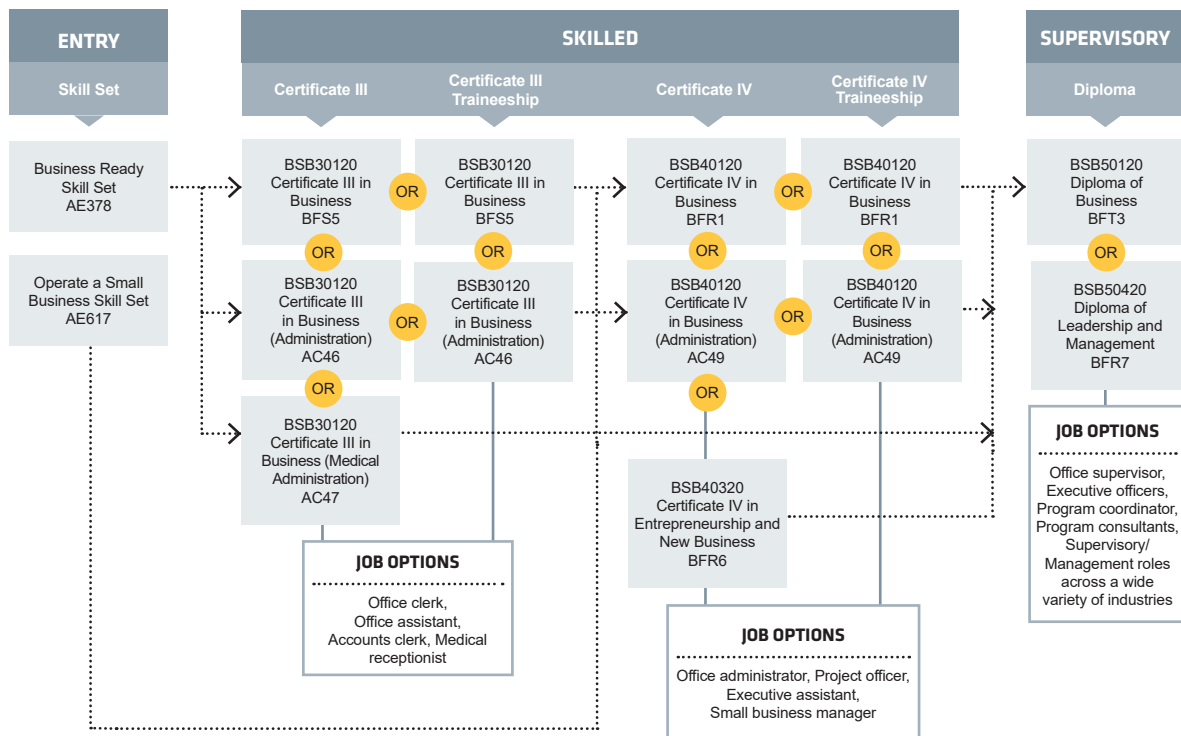 ENTRY
Skill Set
Business Ready
Skill Set
AE378
Operate a Small
Business Skill Set
AE617
SKILLED
Certificate III
Certificate III
Traineeship
Certificate IV
Certificate IV
Traineeship
BSB30120
Certificate III in
Business
BFS5
OR
BSB30120
Certificate III in
Business
BFS5
OR
OR
BSB30120
Certificate III
in Business
(Administration)
AC46
OR
BSB30120
Certificate III
in Business
(Administration)
AC46
OR
BSB30120
Certificate III in
Business (Medical
Administration)
AC47
JOB OPTIONS
Office clerk,
Office assistant,
Accounts clerk, Medical
receptionist
BSB40120
Certificate IV in
Business
BFR1
OR
BSB40120
Certificate IV in
Business
BFR1
OR
OR
BSB40120
Certificate IV
in Business
(Administration)
AC49
OR
BSB40120
Certificate IV in
Business
(Administration)
AC49
OR
BSB40320
Certificate IV in
Entrepreneurship and
New Business
BFR6
JOB OPTIONS
Office administrator, Project officer,
Executive assistant,
Small business manager
SUPERVISORY
Diploma
BSB50120
Diploma of
Business
BFT3
OR
BSB50420
Diploma of
Leadership and
Management
BFR7
JOB OPTIONS
Office supervisor,
Executive officers,
Program coordinator,
Program consultants,
Supervisory/
Management roles
across a wide
variety of industries